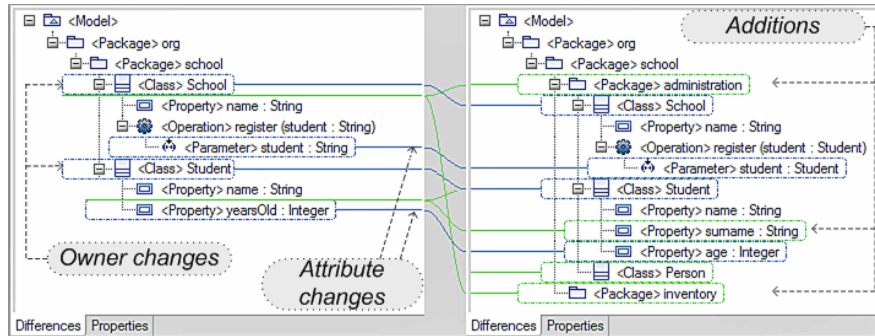 <Model>
<Package> org
<Package> school
<Class> School
<Property> name : String
<Operation> register (student : String)
<Parameter> student : String
<Class> Student
<Property> name : String
<Property> yearsOld : Integer
Owner changes
Attribute
changes
Differences Properties
<Model>
Additions
<Package> org
<Package> school
<Package> administration
<Class> School
<Property> name : String
<Operation> register (student : Student)
<Parameter> student : Student
<Class> Student
<Property> name : String
<Property> surname : String
<Property> age : Integer
<Class> Person
<Package> inventory
Differences Properties